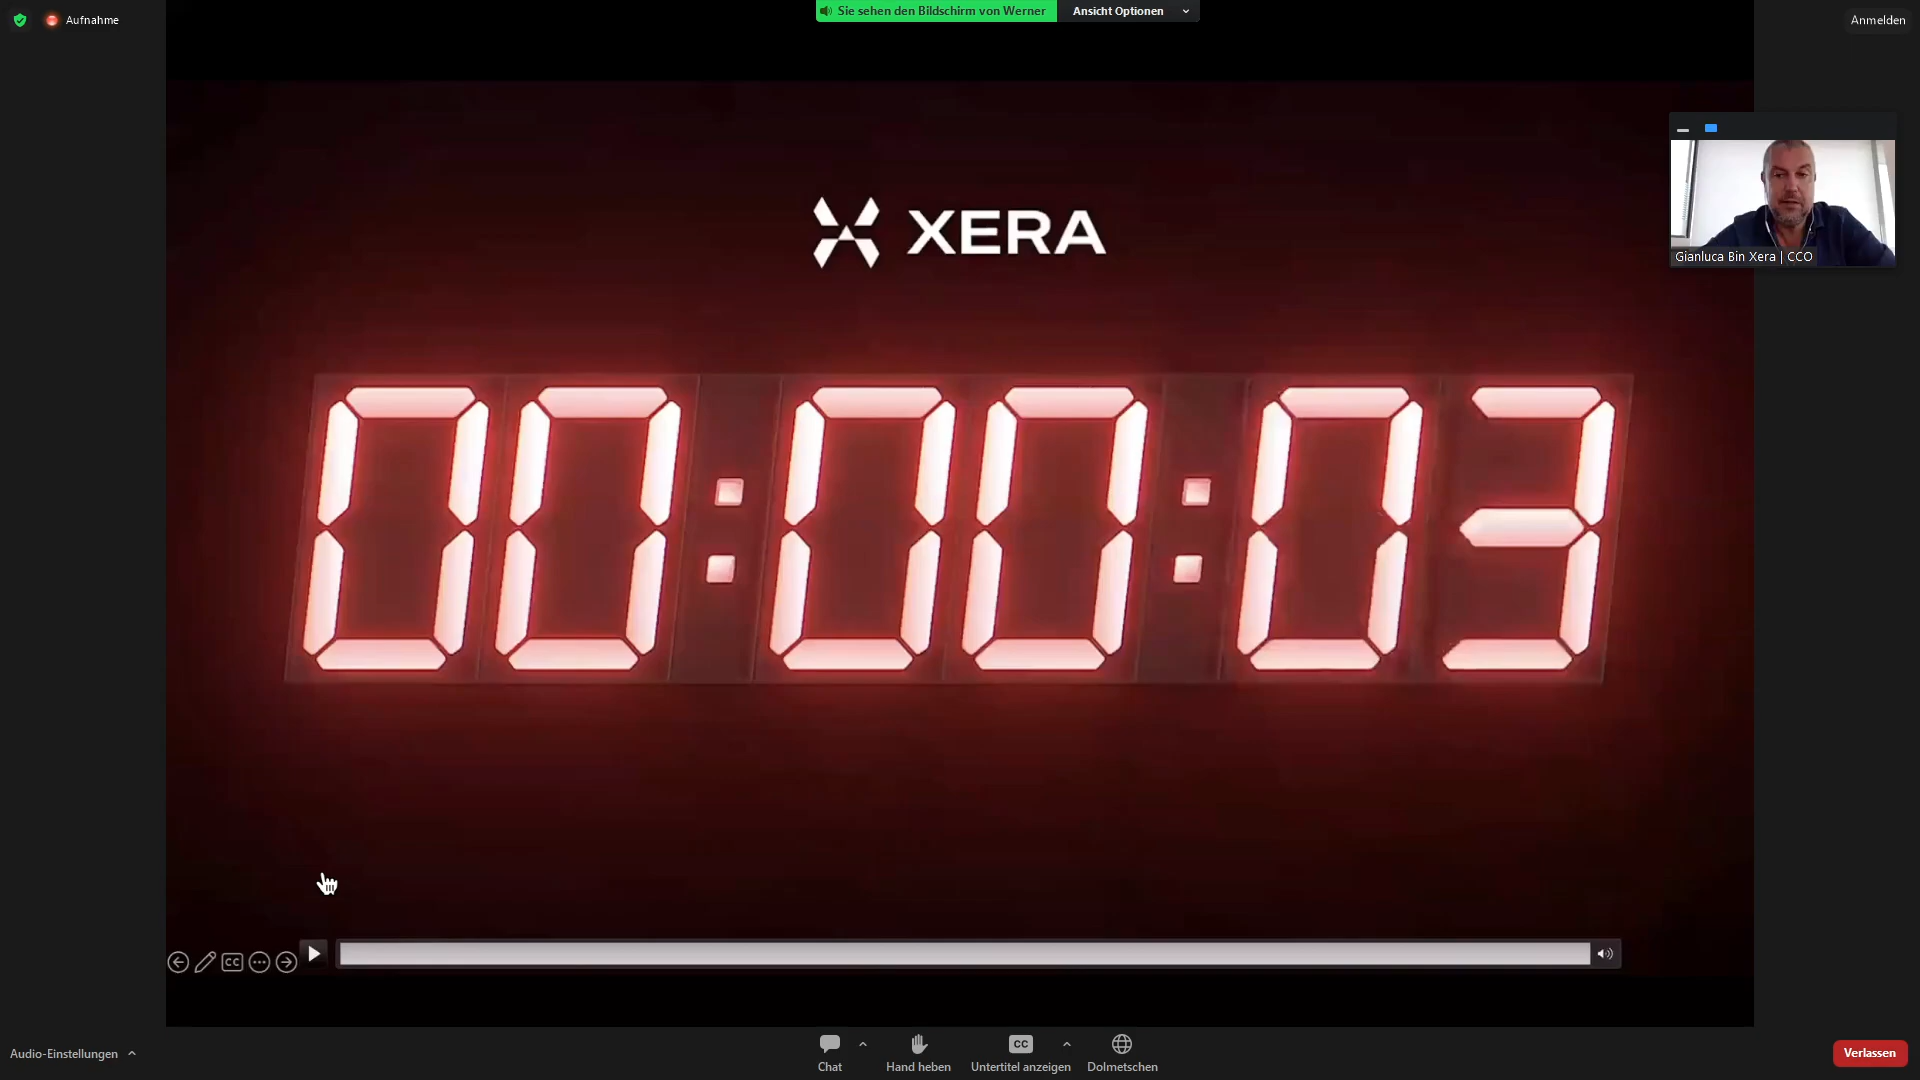 Aufnahme
Sie sehen den Bildschirm von Werner
Ansicht Optionen
Anmelden
XERA
Gianluca Bin Xera | CCO
00:00:03
CC
Audio-Einstellungen
CC
Chat
Hand heben
Untertitel anzeigen
Dolmetschen
Verlassen